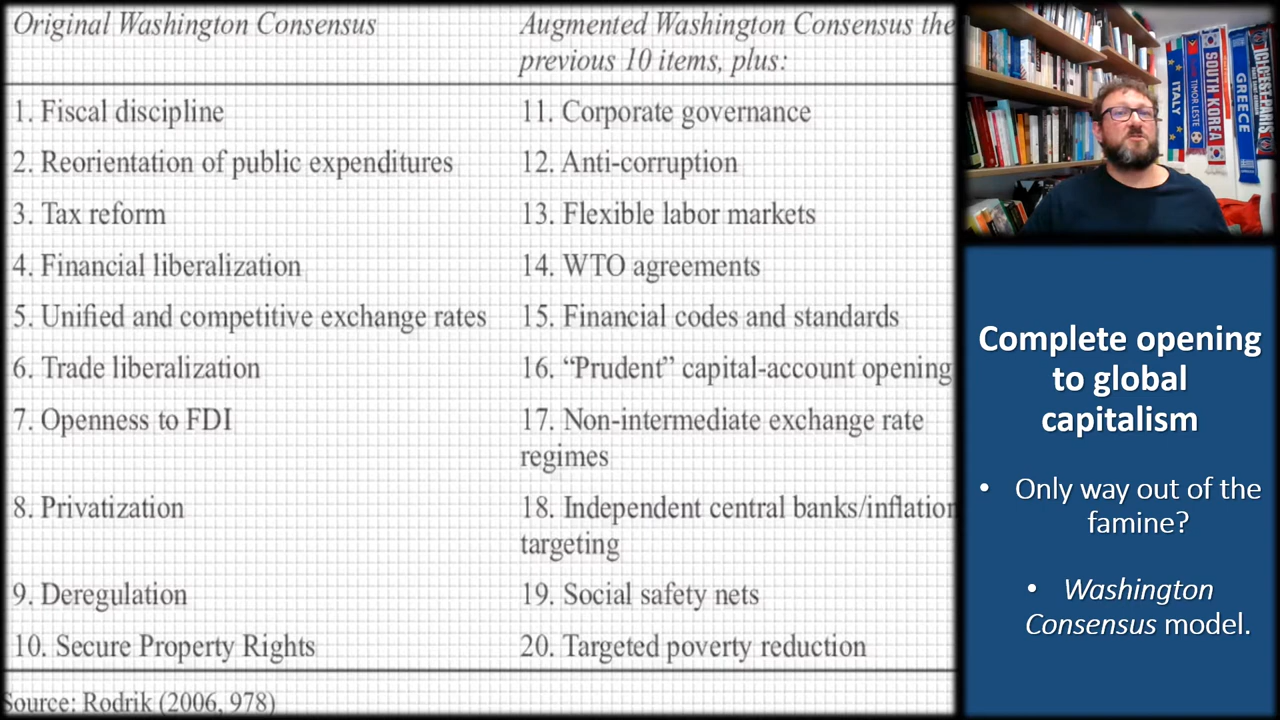 Original Washington Consensus
Augmented Washington Consensus the
previous 10 items, plus:
1. Fiscal discipline
11. Corporate governance
2. Reorientation of public expenditures
12. Anti-corruption
3. Tax reform
13. Flexible labor markets
4. Financial liberalization
14. WTO agreements
5. Unified and competitive exchange rates
15. Financial codes and standards
6. Trade liberalization
16. “Prudent” capital-account opening
7. Openness to FDI
17. Non-intermediate exchange rate
regimes
8. Privatization
18. Independent central banks/inflation
targeting
9. Deregulation
19. Social safety nets
10. Secure Property Rights
20. Targeted poverty reduction
Source: Rodrik (2006, 978)
ITALY
TIMOR LESTE
SOUTH KOREA
GREECE
ICI C'EST PARIS
Complete opening
to global
capitalism
• Only way out of the
famine?
• Washington
Consensus model.